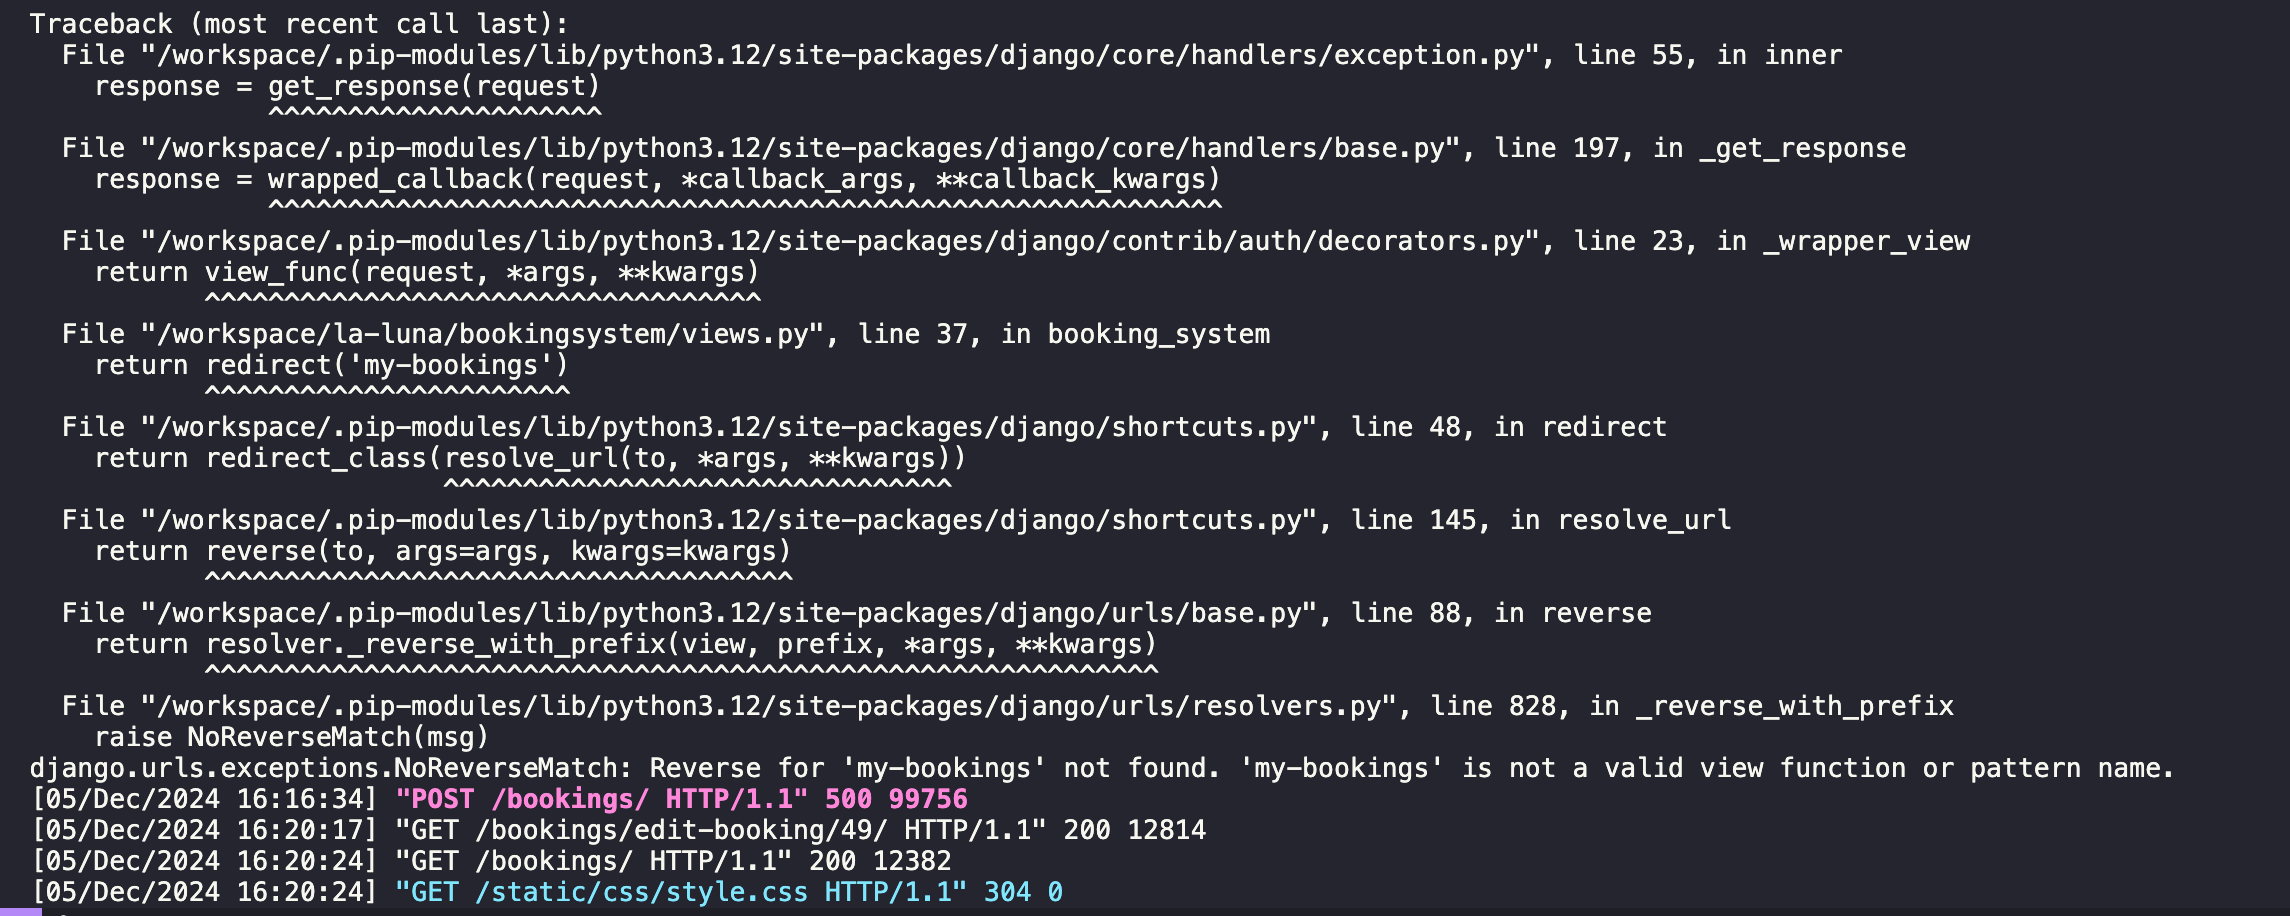 Traceback (most recent call last):
  File "/workspace/.pip-modules/lib/python3.12/site-packages/django/core/handlers/exception.py", line 55, in inner
    response = get_response(request)
               ^^^^^^^^^^^^^^^^^^^^^
  File "/workspace/.pip-modules/lib/python3.12/site-packages/django/core/handlers/base.py", line 197, in _get_response
    response = wrapped_callback(request, *callback_args, **callback_kwargs)
               ^^^^^^^^^^^^^^^^^^^^^^^^^^^^^^^^^^^^^^^^^^^^^^^^^^^^^^^^^^^^
  File "/workspace/.pip-modules/lib/python3.12/site-packages/django/contrib/auth/decorators.py", line 23, in _wrapper_view
    return view_func(request, *args, **kwargs)
           ^^^^^^^^^^^^^^^^^^^^^^^^^^^^^^^^^^^
  File "/workspace/la-luna/bookingsystem/views.py", line 37, in booking_system
    return redirect('my-bookings')
           ^^^^^^^^^^^^^^^^^^^^^^^
  File "/workspace/.pip-modules/lib/python3.12/site-packages/django/shortcuts.py", line 48, in redirect
    return redirect_class(resolve_url(to, *args, **kwargs))
                          ^^^^^^^^^^^^^^^^^^^^^^^^^^^^^^^^
  File "/workspace/.pip-modules/lib/python3.12/site-packages/django/shortcuts.py", line 145, in resolve_url
    return reverse(to, args=args, kwargs=kwargs)
           ^^^^^^^^^^^^^^^^^^^^^^^^^^^^^^^^^^^^^
  File "/workspace/.pip-modules/lib/python3.12/site-packages/django/urls/base.py", line 88, in reverse
    return resolver._reverse_with_prefix(view, prefix, *args, **kwargs)
           ^^^^^^^^^^^^^^^^^^^^^^^^^^^^^^^^^^^^^^^^^^^^^^^^^^^^^^^^^^^^
  File "/workspace/.pip-modules/lib/python3.12/site-packages/django/urls/resolvers.py", line 828, in _reverse_with_prefix
    raise NoReverseMatch(msg)
django.urls.exceptions.NoReverseMatch: Reverse for 'my-bookings' not found. 'my-bookings' is not a valid view function or pattern name.
[05/Dec/2024 16:16:34] "POST /bookings/ HTTP/1.1" 500 99756
[05/Dec/2024 16:20:17] "GET /bookings/edit-booking/49/ HTTP/1.1" 200 12814
[05/Dec/2024 16:20:24] "GET /bookings/ HTTP/1.1" 200 12382
[05/Dec/2024 16:20:24] "GET /static/css/style.css HTTP/1.1" 304 0